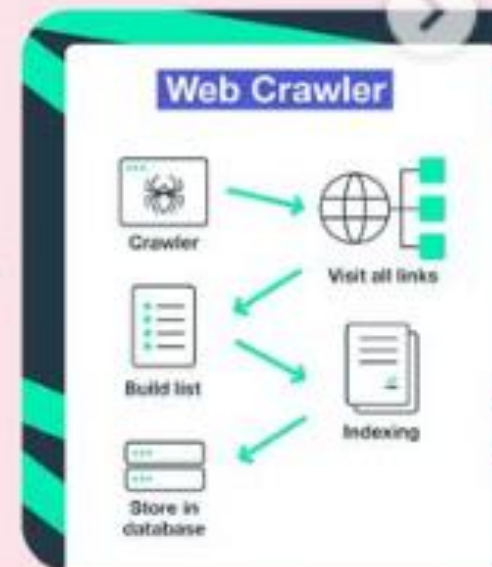 Web Crawler
Crawler
Visit all links
Build list
Indexing
Store in
database